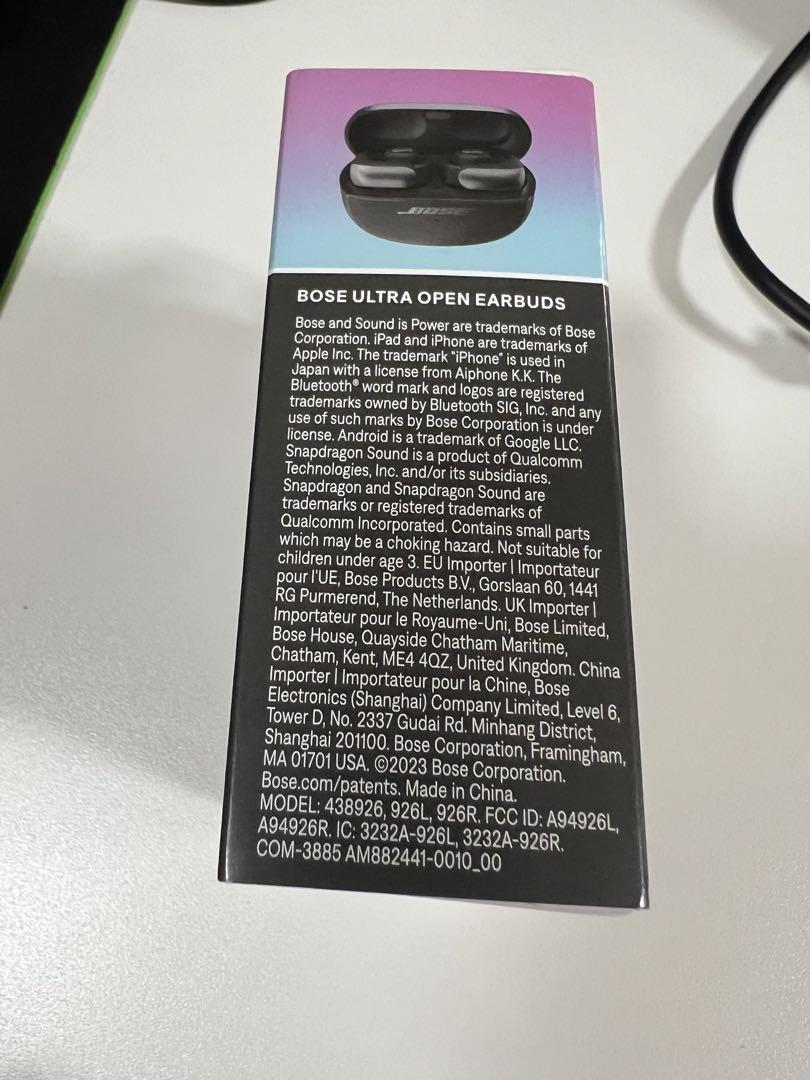 BOSE
BOSE ULTRA OPEN EARBUDS
Bose and Sound is Power are trademarks of Bose
Corporation. iPad and iPhone are trademarks of
Apple Inc. The trademark "iPhone" is used in
Japan with a license from Aiphone K.K. The
Bluetooth® word mark and logos are registered
trademarks owned by Bluetooth SIG, Inc. and any
use of such marks by Bose Corporation is under
license. Android is a trademark of Google LLC.
Snapdragon Sound is a product of Qualcomm
Technologies, Inc. and/or its subsidiaries.
Snapdragon and Snapdragon Sound are
trademarks or registered trademarks of
Qualcomm Incorporated. Contains small parts
which may be a choking hazard. Not suitable for
children under age 3. EU Importer | Importateur
pour l'UE, Bose Products B.V., Gorslaan 60, 1441
RG Purmerend, The Netherlands. UK Importer |
Importateur pour le Royaume-Uni, Bose Limited,
Bose House, Quayside Chatham Maritime,
Chatham, Kent, ME4 4QZ, United Kingdom. China
Importer | Importateur pour la Chine, Bose
Electronics (Shanghai) Company Limited, Level 6,
Tower D, No. 2337 Gudai Rd. Minhang District,
Shanghai 201100. Bose Corporation, Framingham,
MA 01701 USA. ©2023 Bose Corporation.
Bose.com/patents. Made in China.
MODEL: 438926, 926L, 926R. FCC ID: A94926L,
A94926R. IC: 3232A-926L, 3232A-926R.
COM-3885 AM882441-0010_00